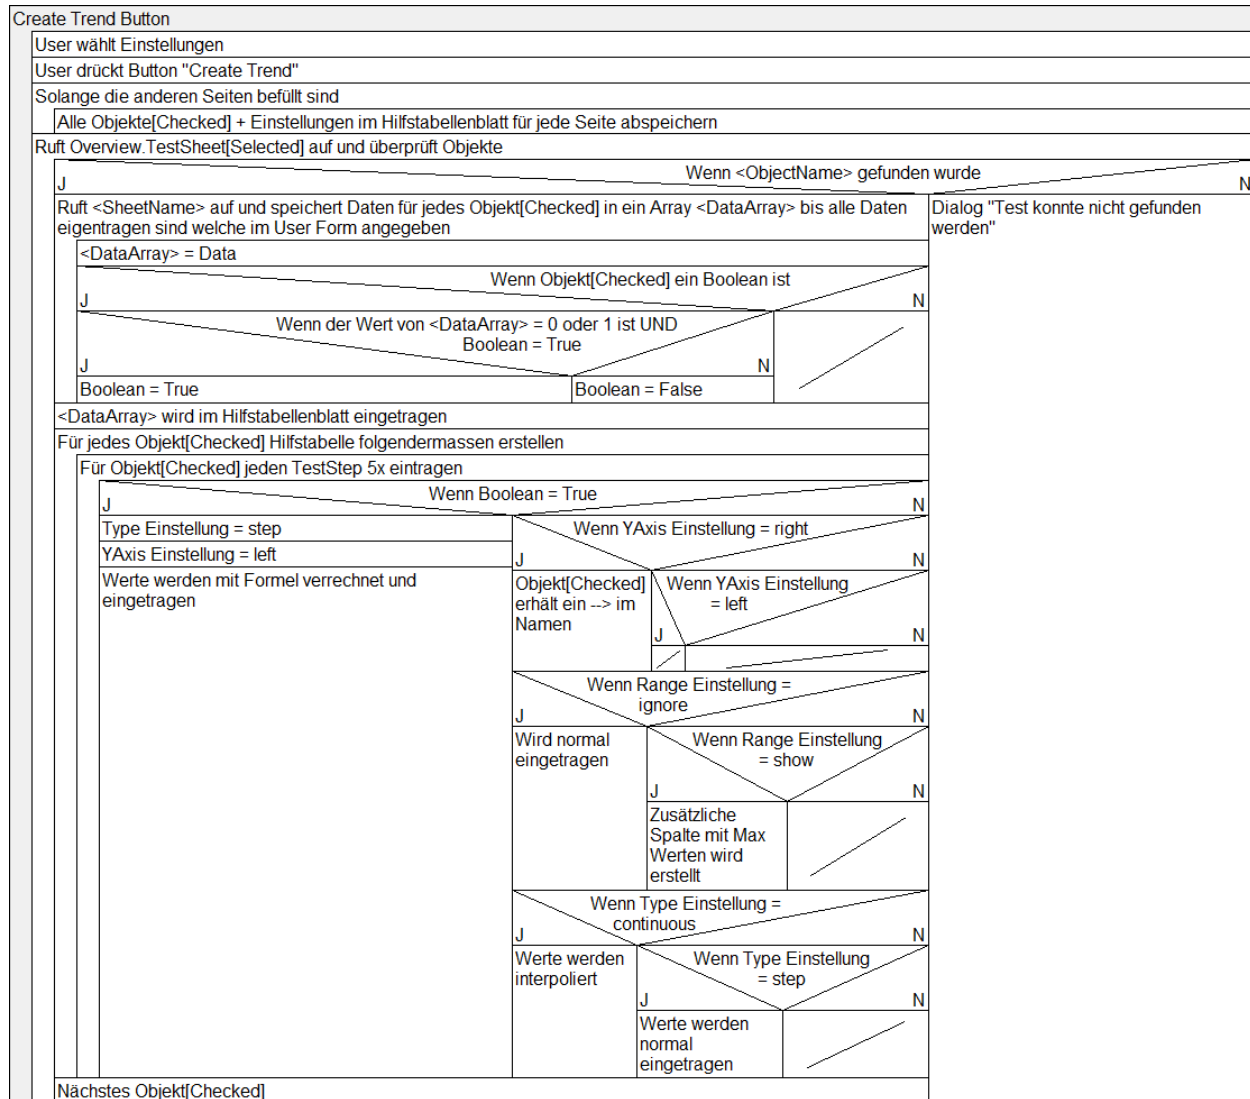 Create Trend Button
User wählt Einstellungen
User drückt Button "Create Trend"
Solange die anderen Seiten befüllt sind
Alle Objekte[Checked] + Einstellungen im Hilfstabellenblatt für jede Seite abspeichern
Ruft Overview.TestSheet[Selected] auf und überprüft Objekte
Wenn <ObjectName> gefunden wurde
J
N
Ruft <SheetName> auf und speichert Daten für jedes Objekt[Checked] in ein Array <DataArray> bis alle Daten
eigentragen sind welche im User Form angegeben
Dialog "Test konnte nicht gefunden
werden"
<DataArray> = Data
Wenn Objekt[Checked] ein Boolean ist
J
N
Wenn der Wert von <DataArray> = 0 oder 1 ist UND
Boolean = True
J
N
Boolean = True
Boolean = False
<DataArray> wird im Hilfstabellenblatt eingetragen
Für jedes Objekt[Checked] Hilfstabelle folgendermassen erstellen
Für Objekt[Checked] jeden TestStep 5x eintragen
Wenn Boolean = True
J
N
Type Einstellung = step
YAxis Einstellung = left
Werte werden mit Formel verrechnet und
eingetragen
Wenn YAxis Einstellung = right
J
N
Objekt[Checked]
erhält ein --> im
Namen
Wenn YAxis Einstellung
= left
J
N
Wenn Range Einstellung =
ignore
J
N
Wird normal
eingetragen
Wenn Range Einstellung
= show
J
N
Zusätzliche
Spalte mit Max
Werten wird
erstellt
Wenn Type Einstellung =
continuous
J
N
Werte werden
interpoliert
Wenn Type Einstellung
= step
J
N
Werte werden
normal
eingetragen
Nächstes Objekt[Checked]